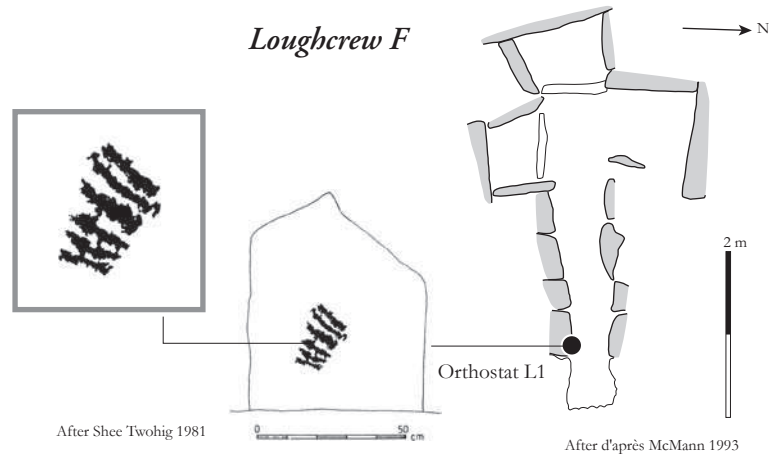 Loughcrew F
N
2 m
Orthostat L1
After Shee Twohig 1981
0 50
cm
After d'après McMann 1993